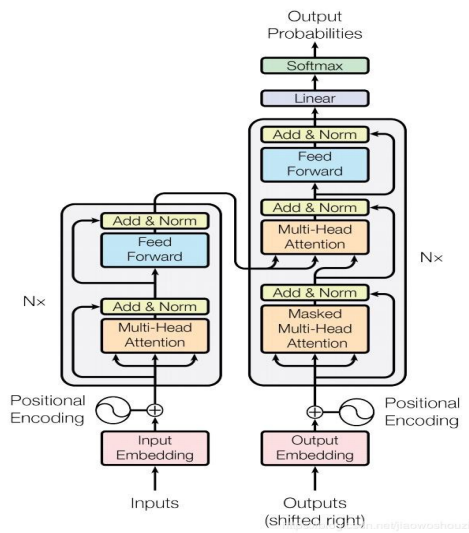 Output
Probabilities
Softmax
Linear
Add & Norm
Feed
Forward
Add & Norm
Multi-Head
Attention
Add & Norm
Masked
Multi-Head
Attention
N×
Add & Norm
Feed
Forward
Add & Norm
Multi-Head
Attention
N×
Positional
Encoding
Positional
Encoding
Input
Embedding
Output
Embedding
Inputs
Outputs
(shifted right)